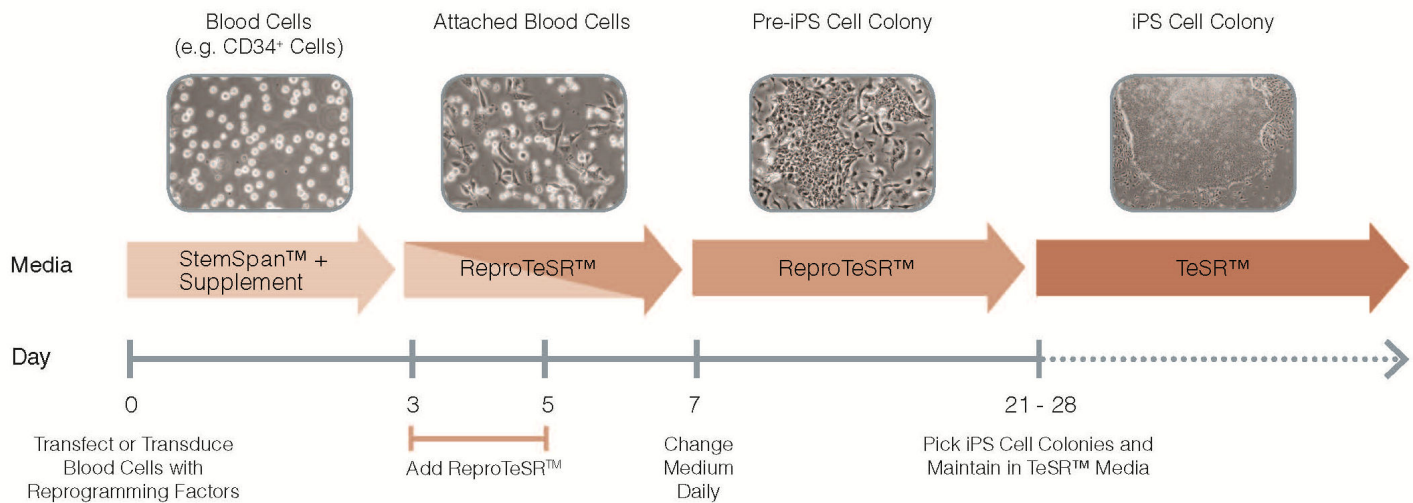 Blood Cells
(e.g. CD34⁺ Cells)
Attached Blood Cells
Pre-iPS Cell Colony
iPS Cell Colony
Media
StemSpan™ +
Supplement
ReproTeSR™
ReproTeSR™
TeSR™
Day
0
3
5
7
21 - 28
Transfect or Transduce
Blood Cells with
Reprogramming Factors
Add ReproTeSR™
Change
Medium
Daily
Pick iPS Cell Colonies and
Maintain in TeSR™ Media